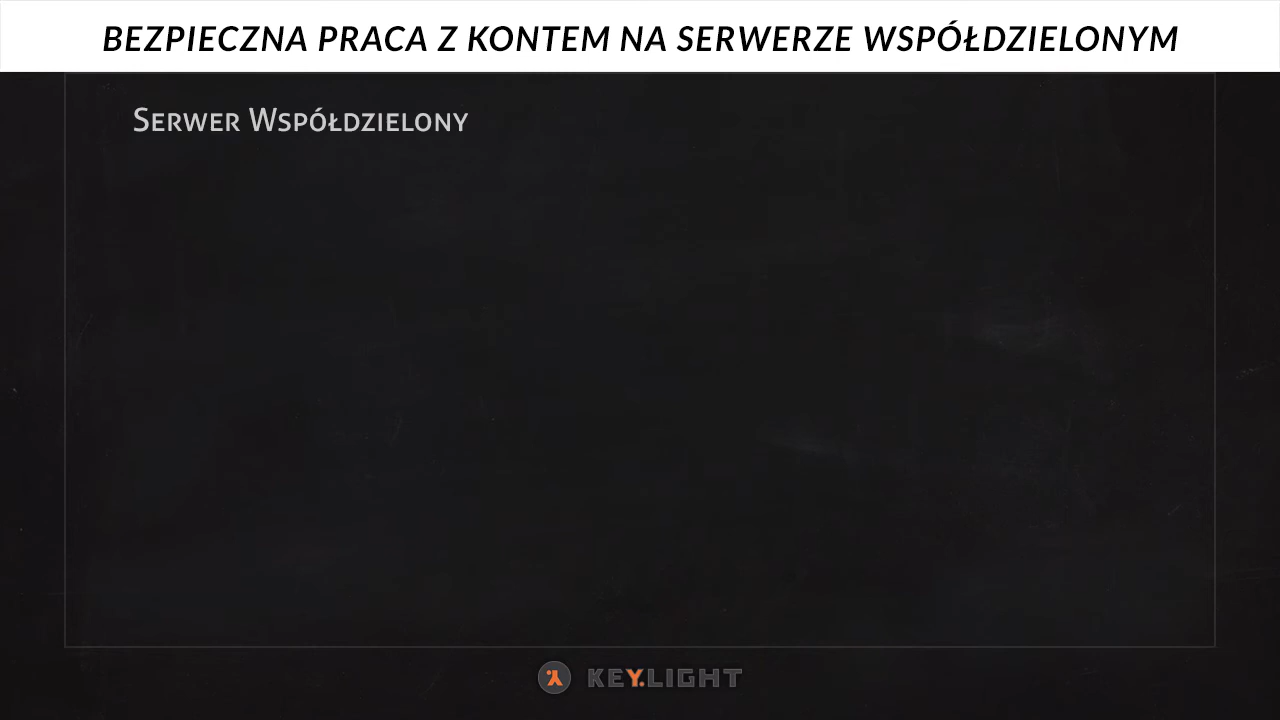 BEZPIECZNA PRACA Z KONTEM NA SERWERZE WSPÓŁDZIELONYM
Serwer Współdzielony
KEY.LIGHT